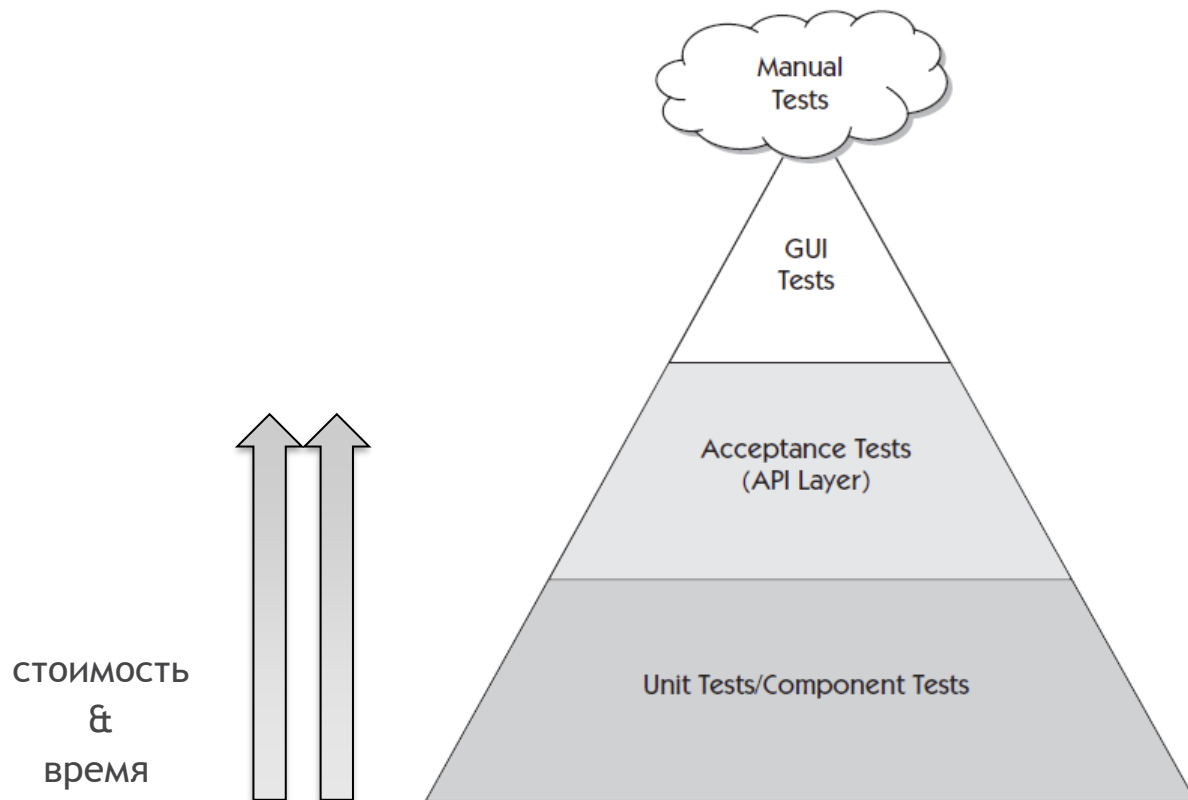 Manual
Tests
GUI
Tests
Acceptance Tests
(API Layer)
Unit Tests/Component Tests
стоимость
&
время